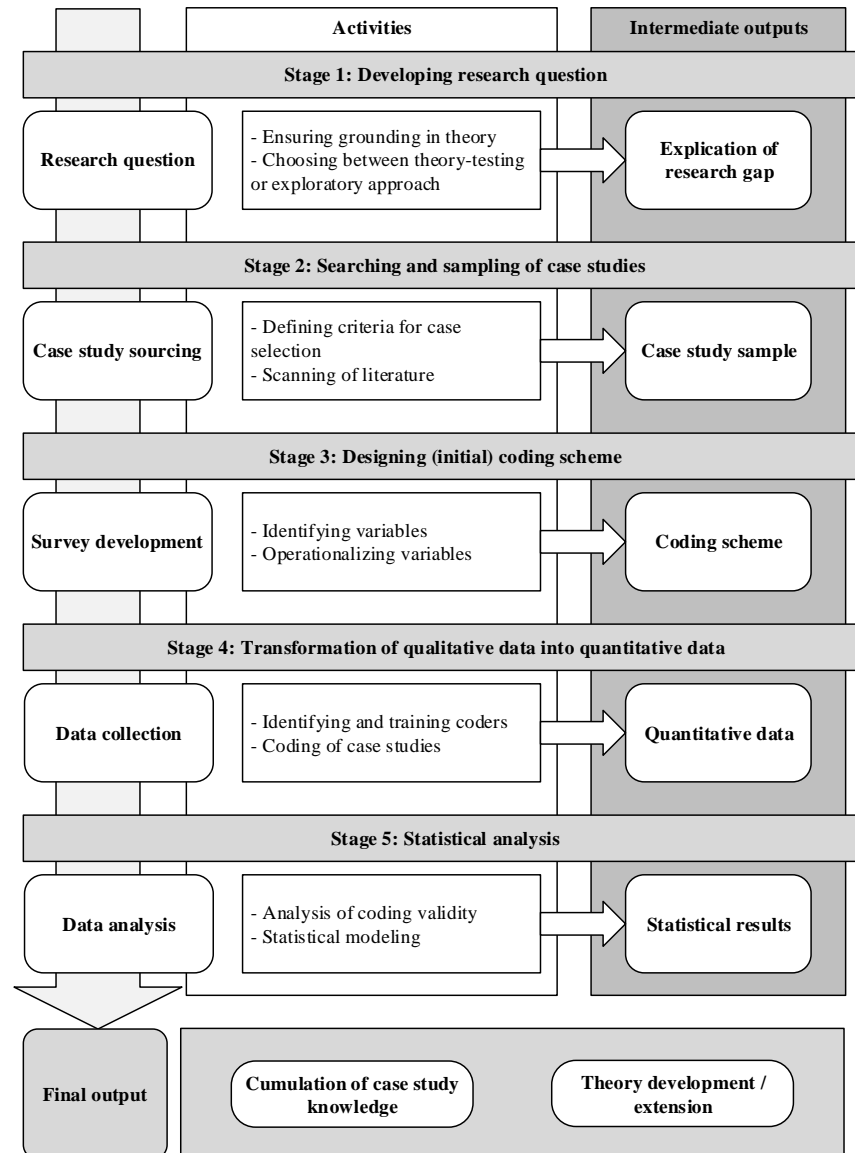 Activities
Intermediate outputs
Stage 1: Developing research question
Research question
- Ensuring grounding in theory
- Choosing between theory-testing
or exploratory approach
Explication of
research gap
Stage 2: Searching and sampling of case studies
Case study sourcing
- Defining criteria for case
selection
- Scanning of literature
Case study sample
Stage 3: Designing (initial) coding scheme
Survey development
- Identifying variables
- Operationalizing variables
Coding scheme
Stage 4: Transformation of qualitative data into quantitative data
Data collection
- Identifying and training coders
- Coding of case studies
Quantitative data
Stage 5: Statistical analysis
Data analysis
- Analysis of coding validity
- Statistical modeling
Statistical results
Final output
Cumulation of case study
knowledge
Theory development /
extension